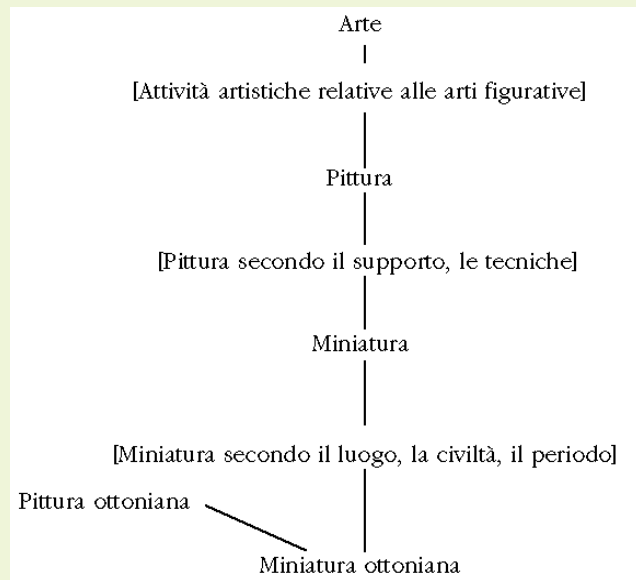 Arte
[Attività artistiche relative alle arti figurative]
Pittura
[Pittura secondo il supporto, le tecniche]
Miniatura
[Miniatura secondo il luogo, la civiltà, il periodo]
Pittura ottoniana
Miniatura ottoniana